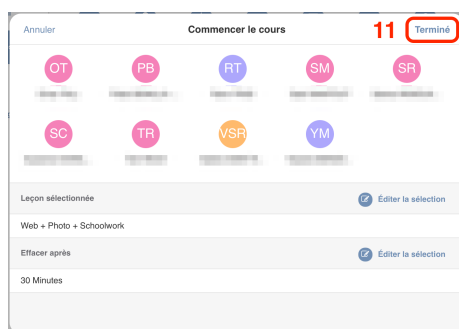 Annuler Commencer le cours 11 Terminé
OT PB RT SM SR
SC TR VSR YM
Leçon sélectionnée Éditer la sélection
Web + Photo + Schoolwork
Effacer après Éditer la sélection
30 Minutes